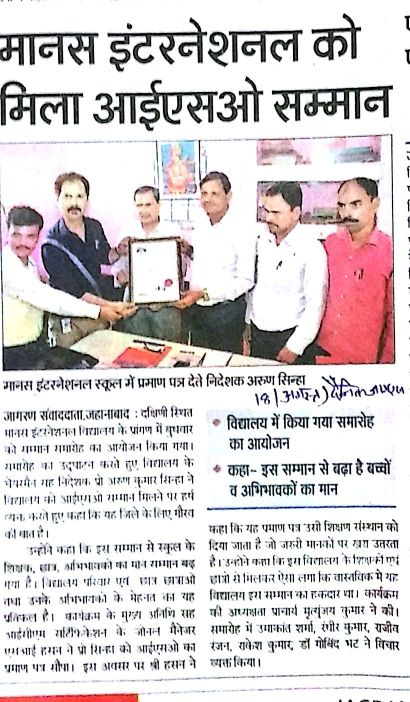 मानस इंटरनेशनल को
मिला आईएसओ सम्मान
मानस इंटरनेशनल स्कूल में प्रमाण पत्र देते निदेशक अरुण सिन्हा
18
जागरण संवाददाता,जहानाबाद : दक्षिणी स्थित
मानस इंटरनेशनल विद्यालय के प्रांगण में बुधवार
को सम्मान समारोह का आयोजन किया गया।
समारोह का उद्घाटन करते हुए विद्यालय के
चेयरमैन सह निदेशक प्रो अरुण कुमार सिन्हा ने
विद्यालय को आईएसओ सम्मान मिलने पर हर्ष
व्यक्त करते हुए कहा कि यह जिले के लिए गौरव
की बात है।
उन्होंने कहा कि इस सम्मान से स्कूल के
शिक्षक, छात्र, अभिभावकों का मान सम्मान बढ़
गया है। विद्यालय परिवार एवं छात्र छात्राओं
तथा उनके अभिभावकों के मेहनत का यह
प्रतिफल है। कार्यक्रम के मुख्य अतिथि सह
आईसीएम सर्टिफिकेशन के जोनल मैनेजर
एमआई हसन ने प्रो सिन्हा को आईएसओ का
प्रमाण पत्र सौंपा। इस अवसर पर श्री हसन ने
• विद्यालय में किया गया समारोह
का आयोजन
• कहा- इस सम्मान से बढ़ा है बच्चों
व अभिभावकों का मान
कहा कि यह प्रमाण पत्र उसी शिक्षण संस्थान को
दिया जाता है जो जरुरी मानकों पर खरा उतरता
है। उन्होंने कहा कि इस विद्यालय के शिक्षकों एवं
छात्रों से मिलकर ऐसा लगा कि वास्तविक में यह
विद्यालय इस सम्मान का हकदार था। कार्यक्रम
की अध्यक्षता प्राचार्य मृत्युंजय कुमार ने की।
समारोह में उमाकांत शर्मा, रंधीर कुमार, राजीव
रंजन, राकेश कुमार, डॉ गोबिंद भट ने विचार
व्यक्त किया।